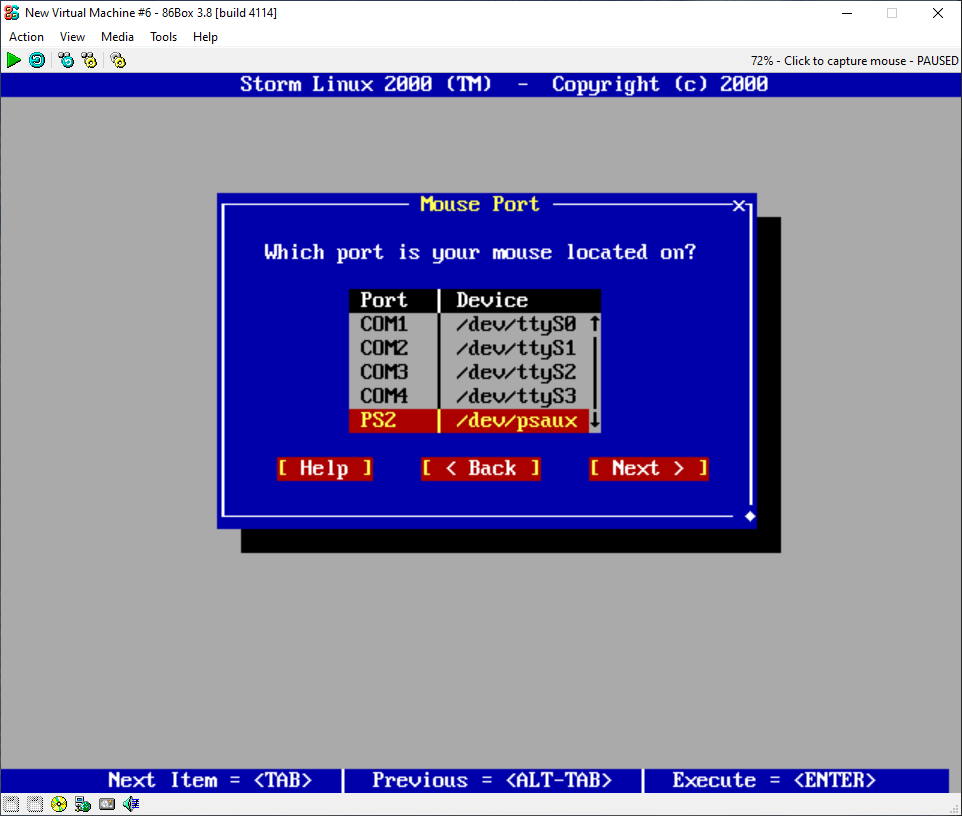 New Virtual Machine #6 - 86Box 3.8 [build 4114]
Action View Media Tools Help
72% - Click to capture mouse - PAUSED
Storm Linux 2000 (TM) - Copyright (c) 2000
Mouse Port
Which port is your mouse located on?
Port Device
COM1 /dev/ttyS0
COM2 /dev/ttyS1
COM3 /dev/ttyS2
COM4 /dev/ttyS3
PS2 /dev/psaux
[ Help ] [ < Back ] [ Next > ]
Next Item = <TAB> Previous = <ALT-TAB> Execute = <ENTER>